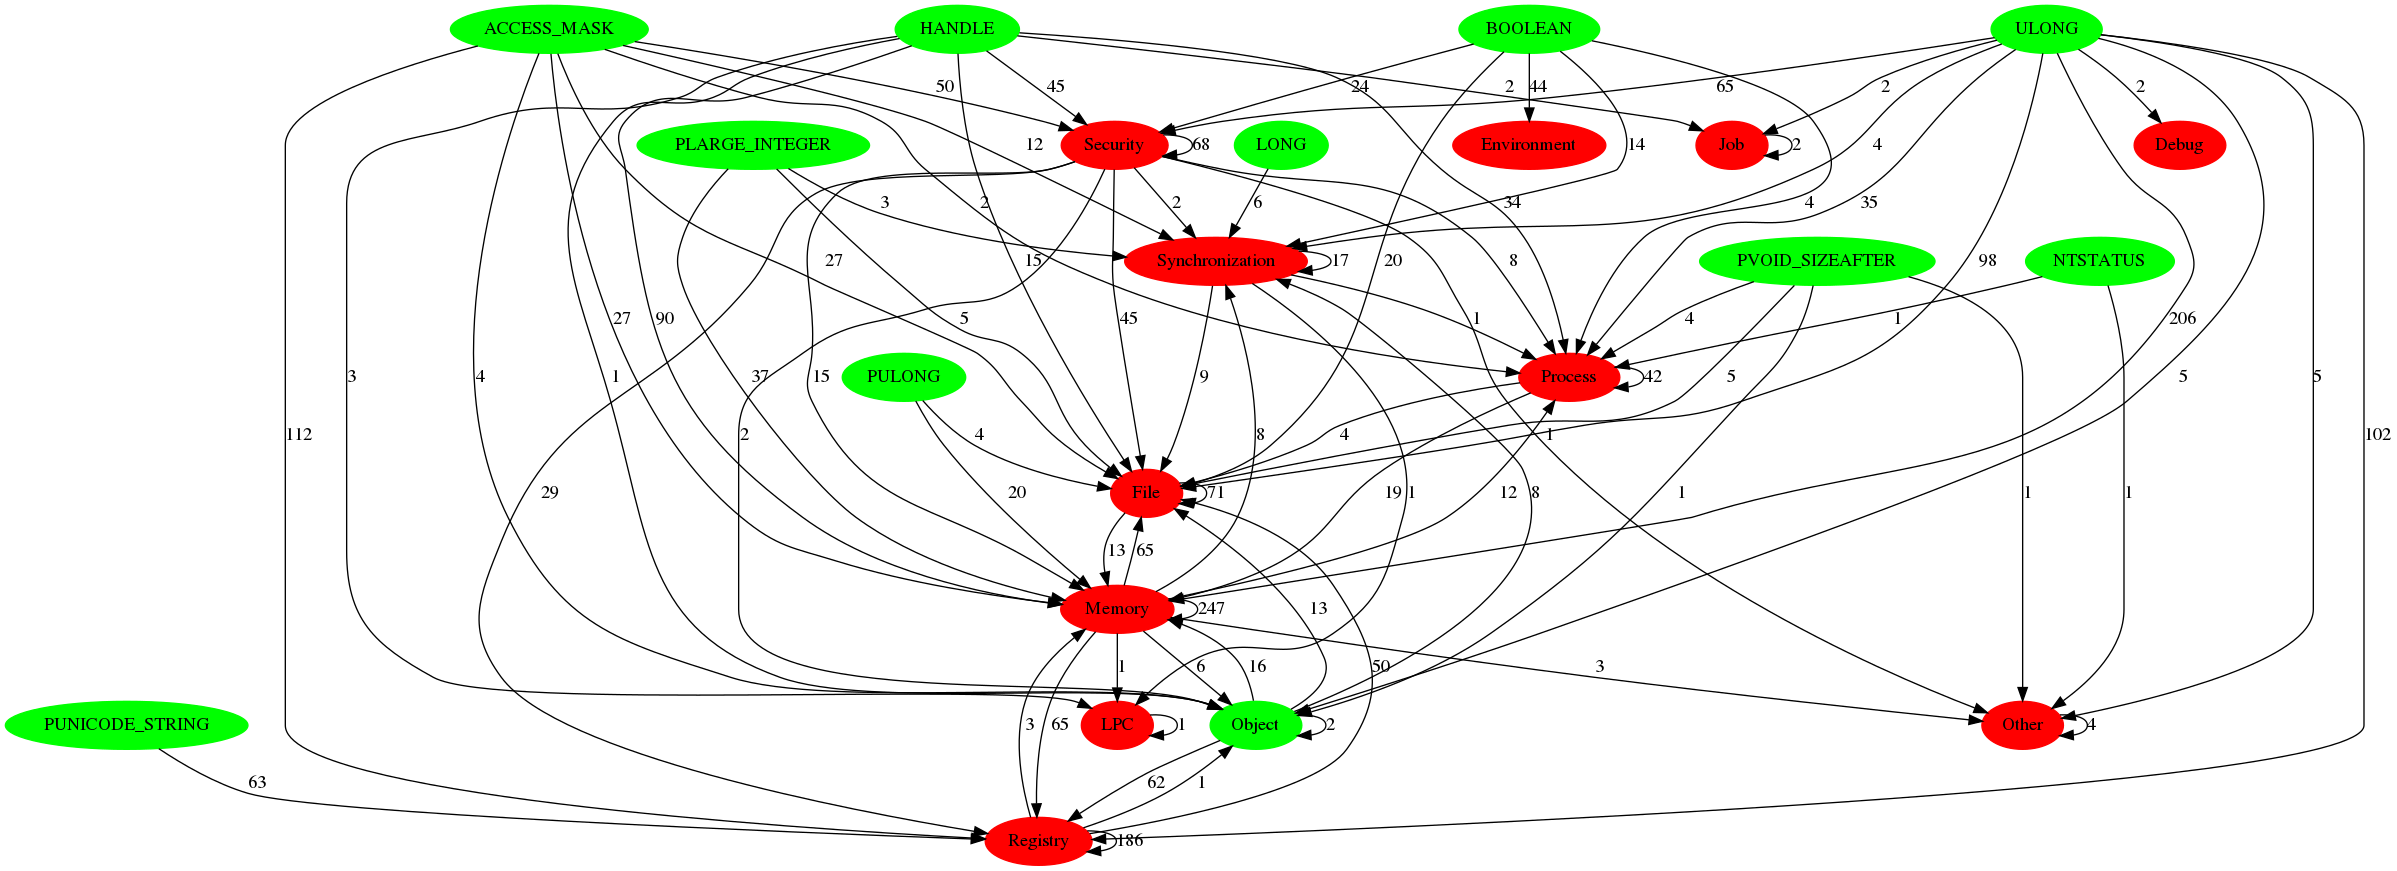 ACCESS_MASK HANDLE BOOLEAN ULONG
50 45 24 2 44 65 2 2
PLARGE_INTEGER 12 Security 68 LONG 14 Environment Job 2 4 Debug
3 2 2 6 34 4 35
27 15 Synchronization 17 20 8 PVOID_SIZEAFTER 98 NTSTATUS
27 90 5 45 1 4 1 206
3 4 1 37 15 PULONG 9 Process 42 5 5 5
112 2 4 8 4 1 102
29 20 File 71 19 1 12 8 1 1 1
13 65
Memory 247 13
1 6 16 50 3
PUNICODE_STRING 3 65 LPC 1 Object 2 Other 4
63 62 1
Registry 186